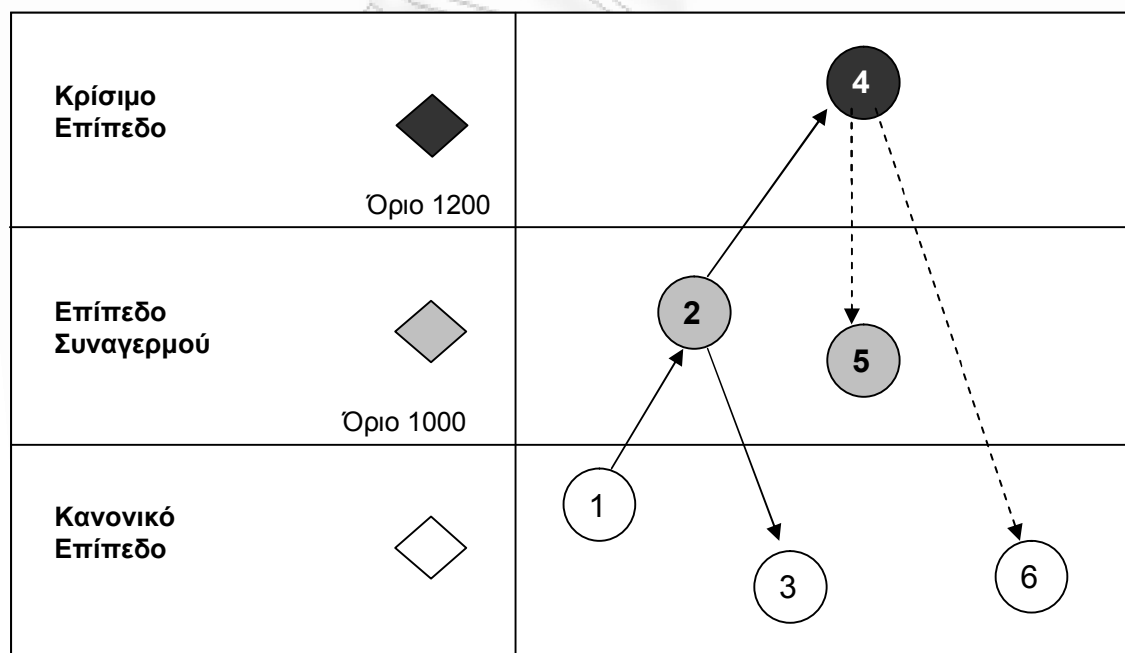 Κρίσιμο
Επίπεδο
Όριο 1200
4
Επίπεδο
Συναγερμού
Όριο 1000
2
5
Κανονικό
Επίπεδο
1
3
6